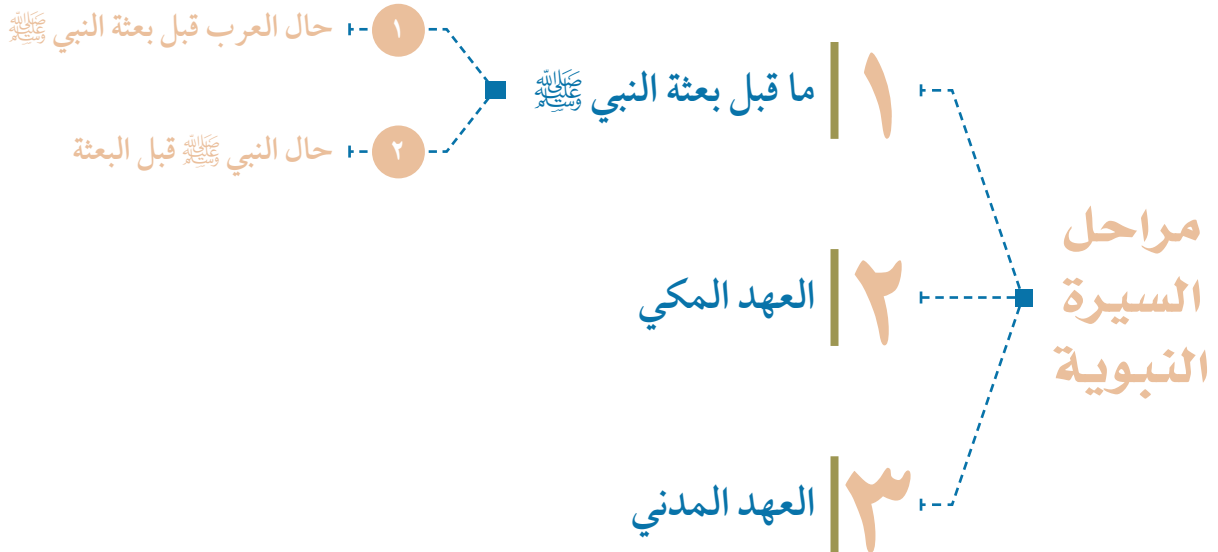 مراحل
السيرة
النبوية
١
ما قبل بعثة النبي ﷺ
١
حال العرب قبل بعثة النبي ﷺ
٢
حال النبي ﷺ قبل البعثة
٢
العهد المكي
٣
العهد المدني